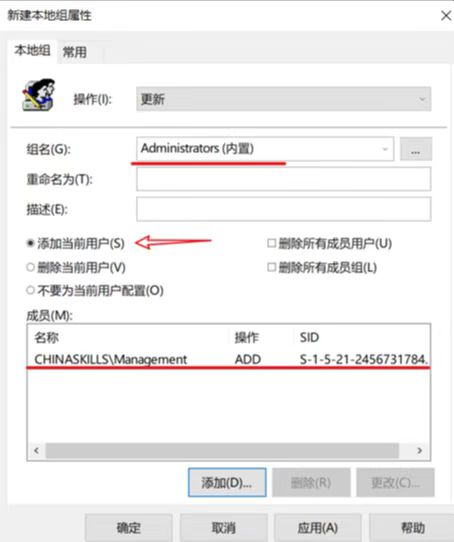 新建本地组属性
本地组 常用
操作(I): 更新
组名(G): Administrators (内置) ...
重命名为(T):
描述(E):
添加当前用户(S) 删除所有成员用户(U)
删除当前用户(V) 删除所有成员组(L)
不要为当前用户配置(O)
成员(M):
名称 操作 SID
CHINASKILLS\Management ADD S-1-5-21-2456731784.
添加(D)... 删除(R) 更改(C)...
确定 取消 应用(A) 帮助